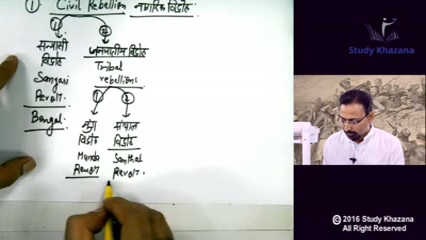 ① Civil Rebellion नागरिक विद्रोह
① ②
सन्यासी
विद्रोह
Sanyasi
Revolt.
Bengal.
जनजातीय विद्रोह
Tribal
rebellions
① ②
मुंडा
विद्रोह
Munda
Revolt
संथाल
विद्रोह
Santhal
Revolt.
Study Khazana
© 2016 Study Khazana
All Right Reserved